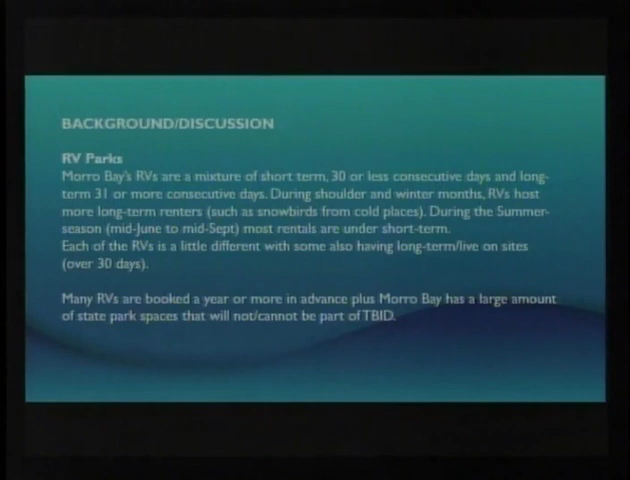 BACKGROUND/DISCUSSION
RV Parks
Morro Bay's RVs are a mixture of short term, 30 or less consecutive days and long-
term 31 or more consecutive days. During shoulder and winter months, RVs host
more long-term renters (such as snowbirds from cold places). During the Summer-
season (mid-June to mid-Sept) most rentals are under short-term.
Each of the RVs is a little different with some also having long-term/live on sites
(over 30 days).
Many RVs are booked a year or more in advance plus Morro Bay has a large amount
of state park spaces that will not/cannot be part of TBID.